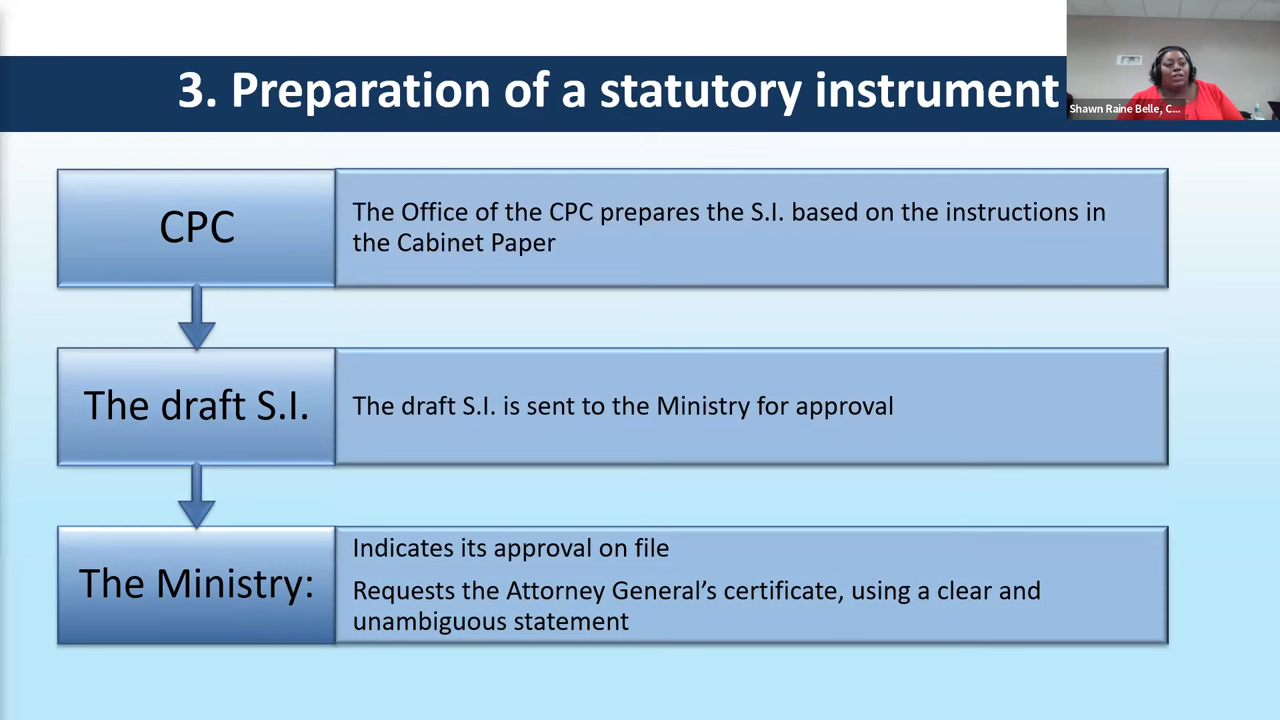 3. Preparation of a statutory instrument
Shawn Raine Belle, C...
CPC
The Office of the CPC prepares the S.I. based on the instructions in
the Cabinet Paper
The draft S.I.
The draft S.I. is sent to the Ministry for approval
The Ministry:
Indicates its approval on file
Requests the Attorney General’s certificate, using a clear and
unambiguous statement